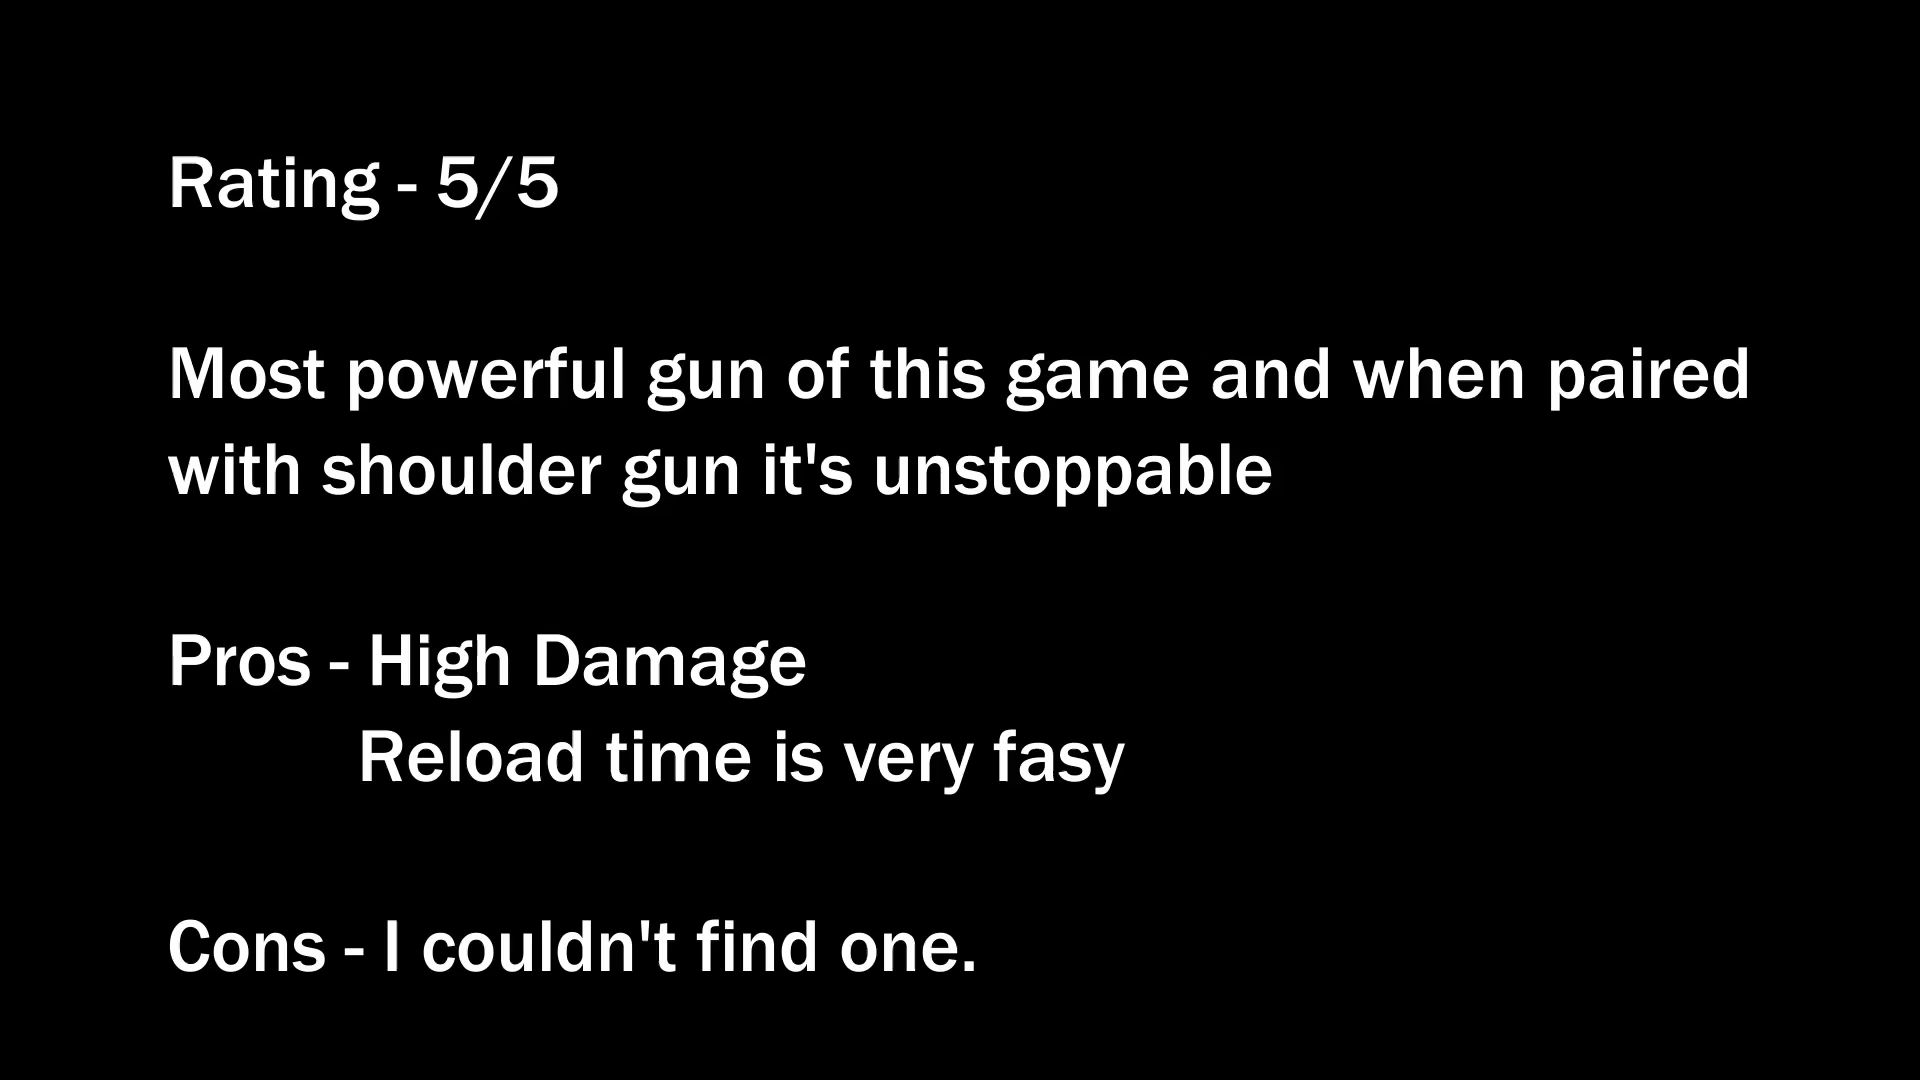 Rating - 5/5
Most powerful gun of this game and when paired
with shoulder gun it's unstoppable
Pros - High Damage
Reload time is very fasy
Cons - I couldn't find one.